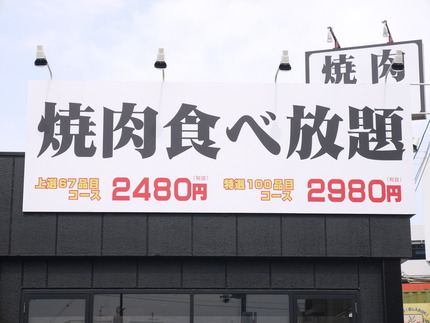 焼肉
焼肉食べ放題
上選67品目
コース
2480円
(税抜)
特選100品目
コース
2980円
(税抜)